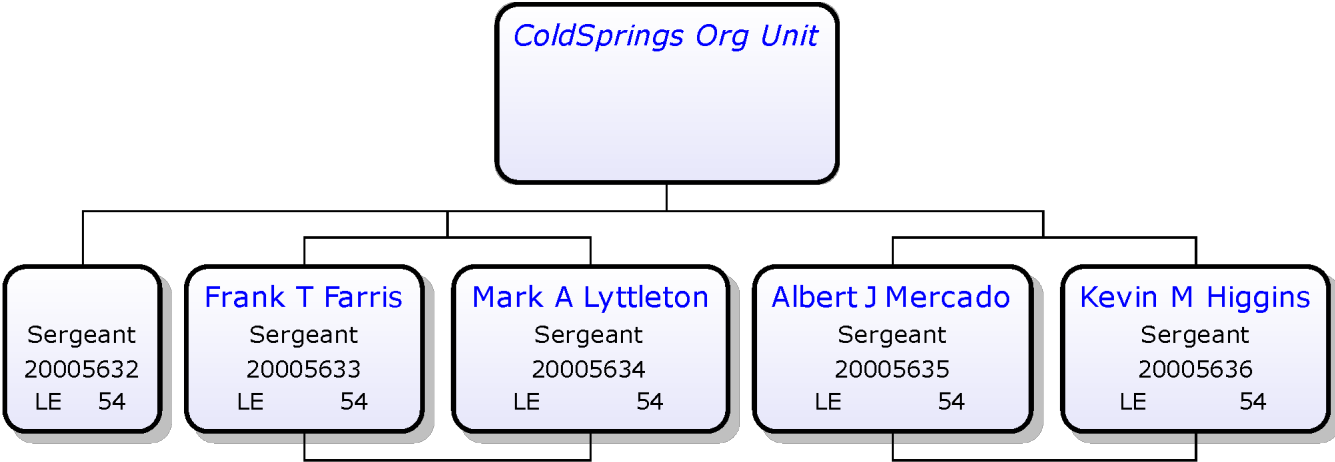 ColdSprings Org Unit
Sergeant
20005632
LE 54
Frank T Farris
Sergeant
20005633
LE 54
Mark A Lyttleton
Sergeant
20005634
LE 54
Albert J Mercado
Sergeant
20005635
LE 54
Kevin M Higgins
Sergeant
20005636
LE 54